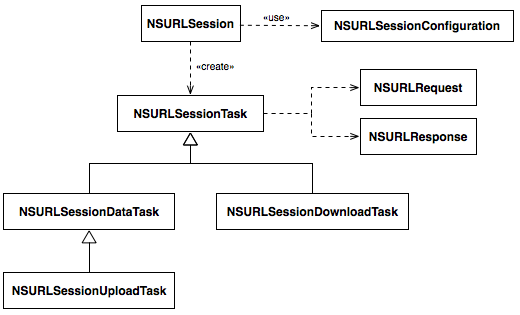 NSURLSession
«use»
NSURLSessionConfiguration
«create»
NSURLRequest
NSURLSessionTask
NSURLResponse
NSURLSessionDataTask
NSURLSessionDownloadTask
NSURLSessionUploadTask